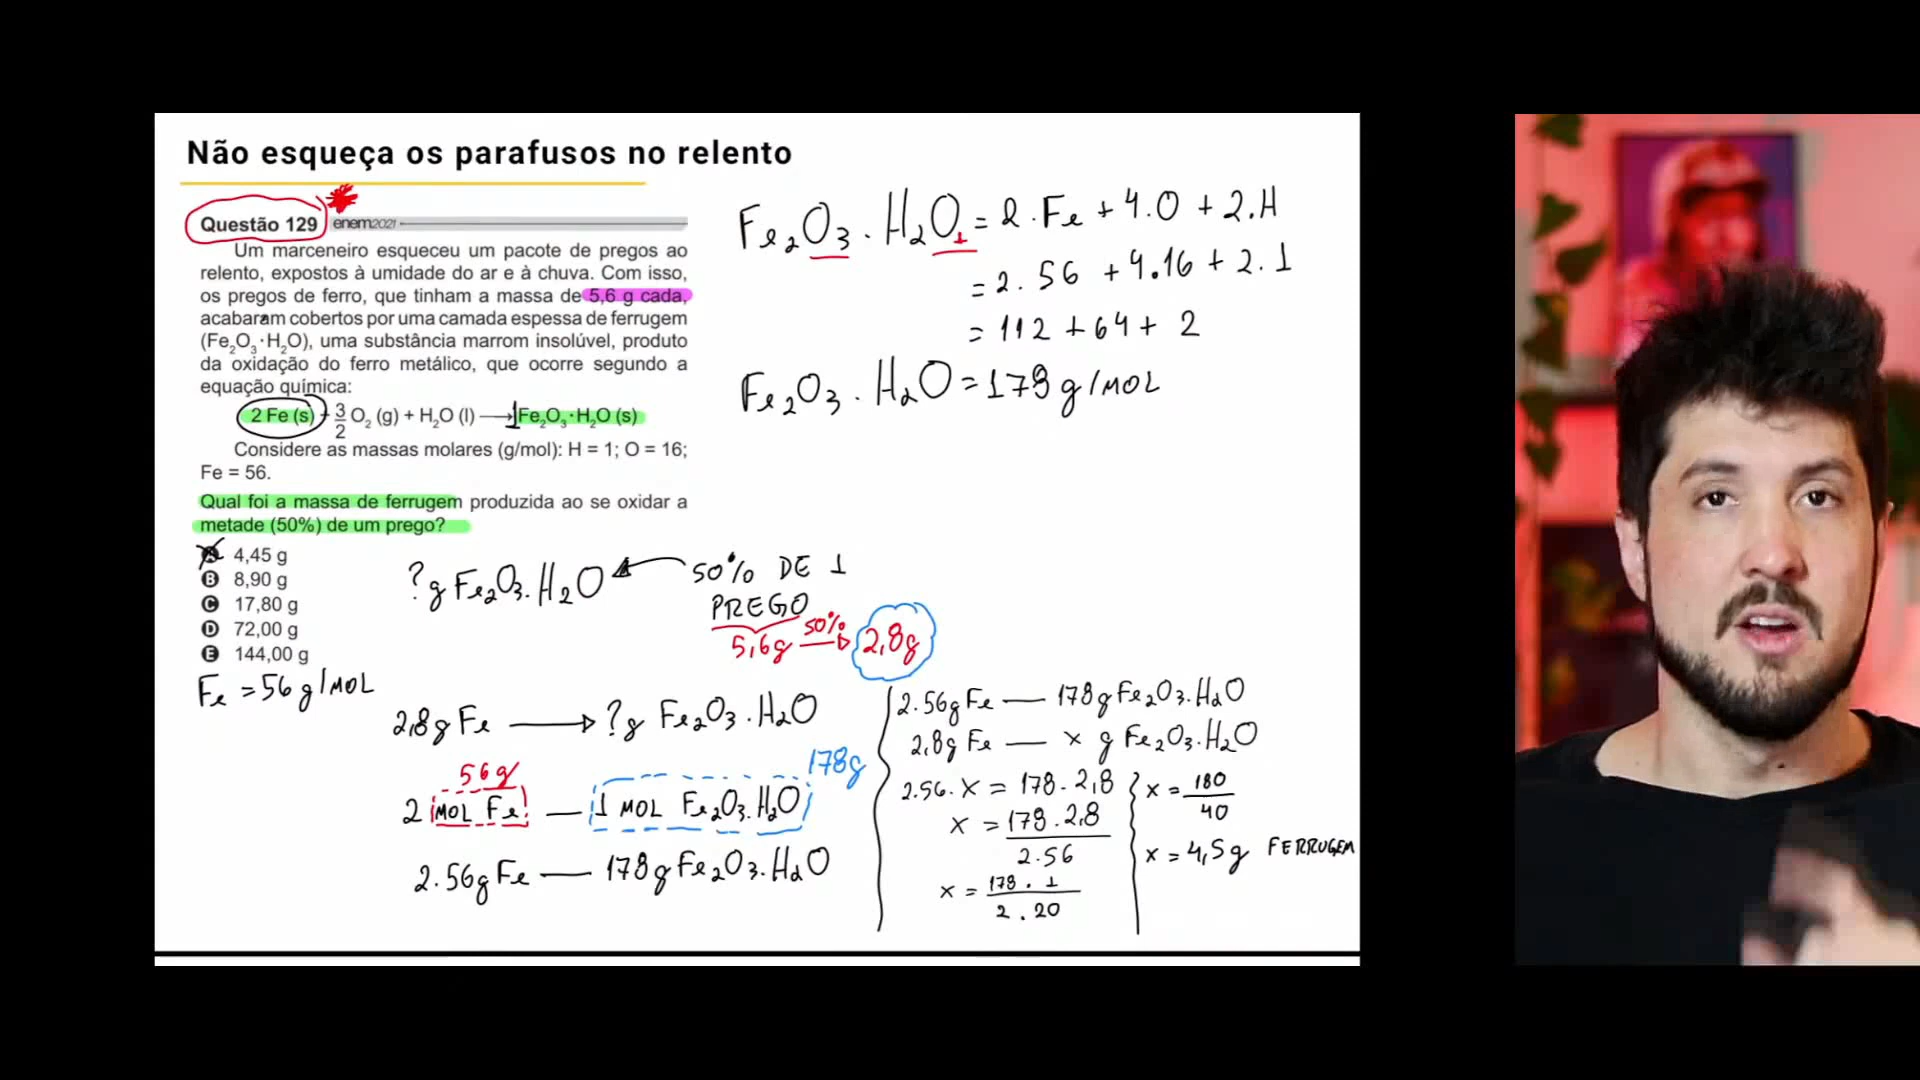 Não esqueça os parafusos no relento
Questão 129 enem2021
Um marceneiro esqueceu um pacote de pregos ao
relento, expostos à umidade do ar e à chuva. Com isso,
os pregos de ferro, que tinham a massa de 5,6 g cada,
acabaram cobertos por uma camada espessa de ferrugem
(Fe₂O₃·H₂O), uma substância marrom insolúvel, produto
da oxidação do ferro metálico, que ocorre segundo a
equação química:
2 Fe (s) + 3/2 O₂ (g) + H₂O (l) → 1 Fe₂O₃·H₂O (s)
Considere as massas molares (g/mol): H = 1; O = 16;
Fe = 56.
Qual foi a massa de ferrugem produzida ao se oxidar a
metade (50%) de um prego?
A 4,45 g
B 8,90 g
C 17,80 g
D 72,00 g
E 144,00 g
Fe = 56 g/MOL
Fe₂O₃ . H₂O₁ = 2 . Fe + 4.O + 2.H
= 2. 56 + 4.16 + 2.1
= 112 + 64 + 2
Fe₂O₃ . H₂O = 178 g/MOL
?g Fe₂O₃.H₂O ← 50% DE 1
PREGO
5,6g 50% → 2,8g
2,8g Fe → ?g Fe₂O₃.H₂O
56g 178g
2 MOL Fe — 1 MOL Fe₂O₃.H₂O
2.56g Fe — 178g Fe₂O₃.H₂O
2.56g Fe — 178g Fe₂O₃.H₂O
2,8g Fe — x g Fe₂O₃.H₂O
2.56.x = 178.2,8
x = 178.2,8 / 2.56
x = 178 . 1 / 2 . 20
x = 180 / 40
x = 4,5g FERRUGEM